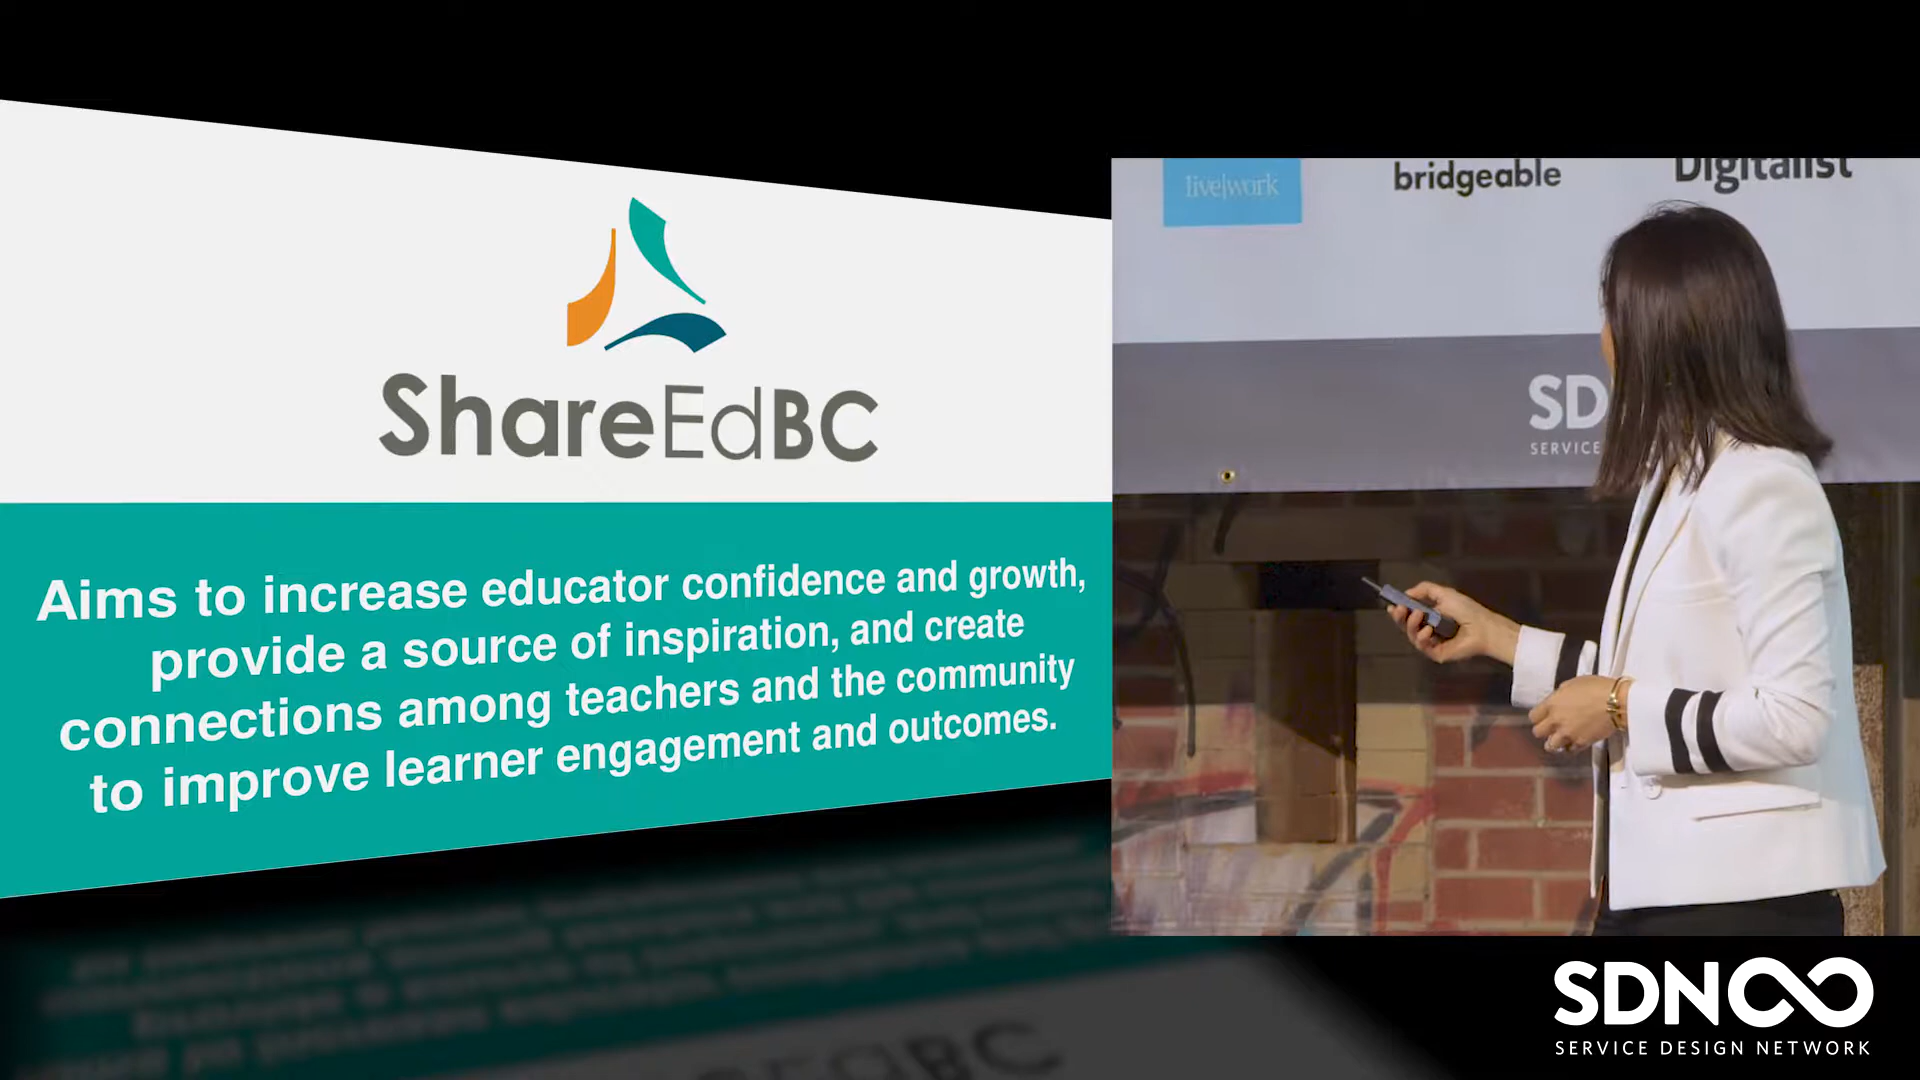 ShareEdBC
Aims to increase educator confidence and growth,
provide a source of inspiration, and create
connections among teachers and the community
to improve learner engagement and outcomes.
live|work
bridgeable
Digitalist
SD
SERVICE
SDN
SERVICE DESIGN NETWORK